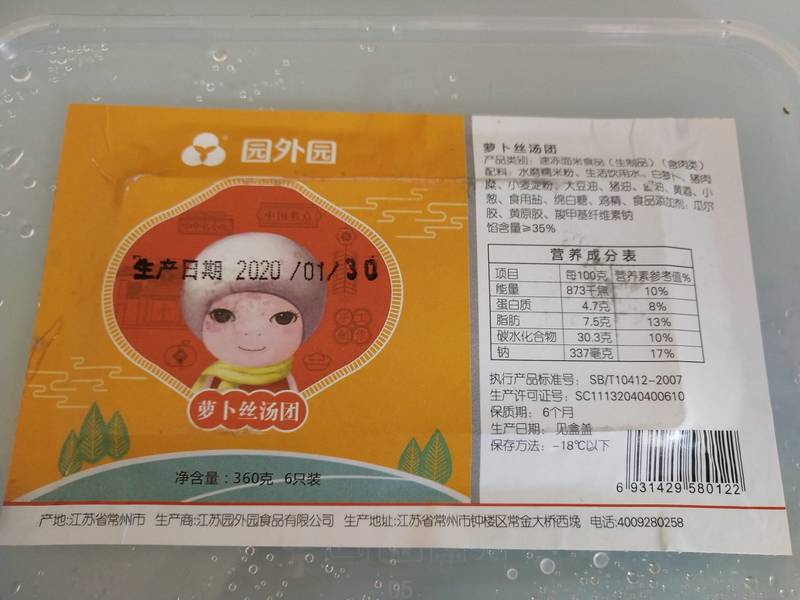 园外园
中国名点
生产日期 2020/01/30
萝卜丝汤团
净含量：360克 6只装
萝卜丝汤团
产品类别：速冻面米食品（生制品）（含肉类）
配料：水磨糯米粉、生活饮用水、白萝卜、猪肉
糜、小麦淀粉、大豆油、猪油、酱油、黄酒、小
葱、食用盐、绵白糖、鸡精、食品添加剂：瓜尔
胶、黄原胶、羧甲基纤维素钠
馅含量≥35%
营养成分表
项目 每100克 营养素参考值%
能量 873千焦 10%
蛋白质 4.7克 8%
脂肪 7.5克 13%
碳水化合物 30.3克 10%
钠 337毫克 17%
执行产品标准号：SB/T10412-2007
生产许可证号：SC11132040400610
保质期：6个月
生产日期：见盒盖
保存方法：-18℃以下
6 931429 580122
产地:江苏省常州市 生产商:江苏园外园食品有限公司 生产地址:江苏省常州市钟楼区常金大桥西堍 电话:4009280258